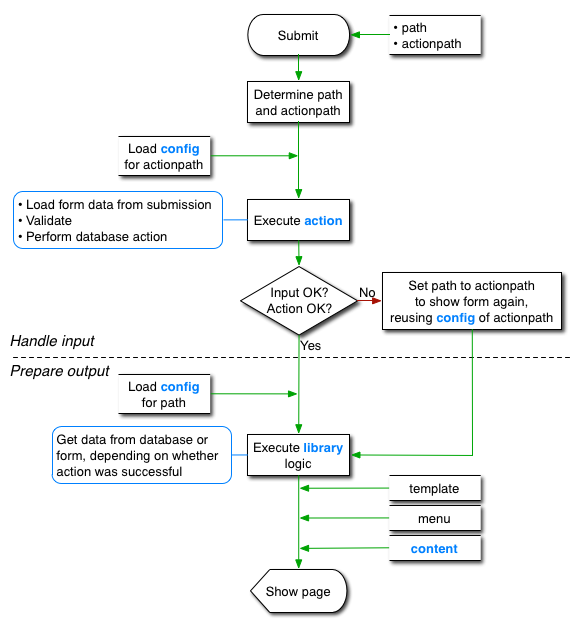 Submit
• path
• actionpath
Determine path
and actionpath
Load config
for actionpath
• Load form data from submission
• Validate
• Perform database action
Execute action
Input OK?
Action OK?
No
Set path to actionpath
to show form again,
reusing config of actionpath
Yes
Handle input
Prepare output
Load config
for path
Get data from database or
form, depending on whether
action was successful
Execute library
logic
template
menu
content
Show page